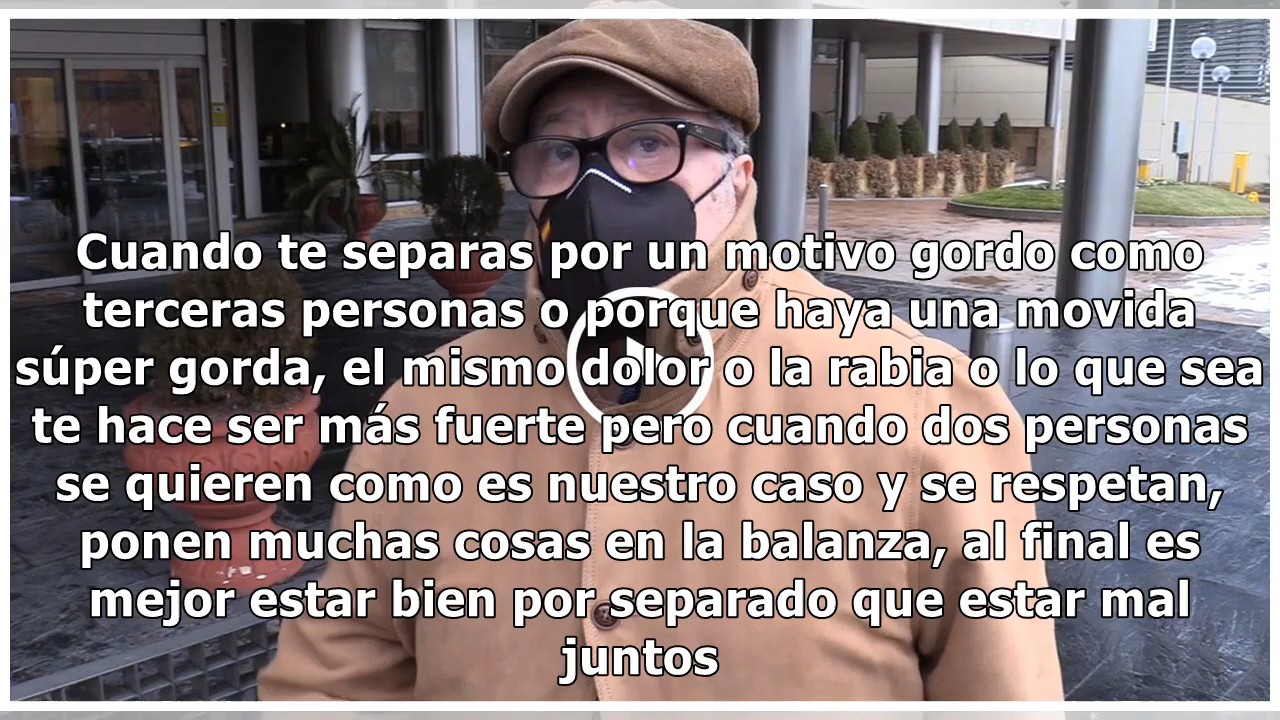 Cuando te separas por un motivo gordo como
terceras personas o porque haya una movida
súper gorda, el mismo dolor o la rabia o lo que sea
te hace ser más fuerte pero cuando dos personas
se quieren como es nuestro caso y se respetan,
ponen muchas cosas en la balanza, al final es
mejor estar bien por separado que estar mal
juntos